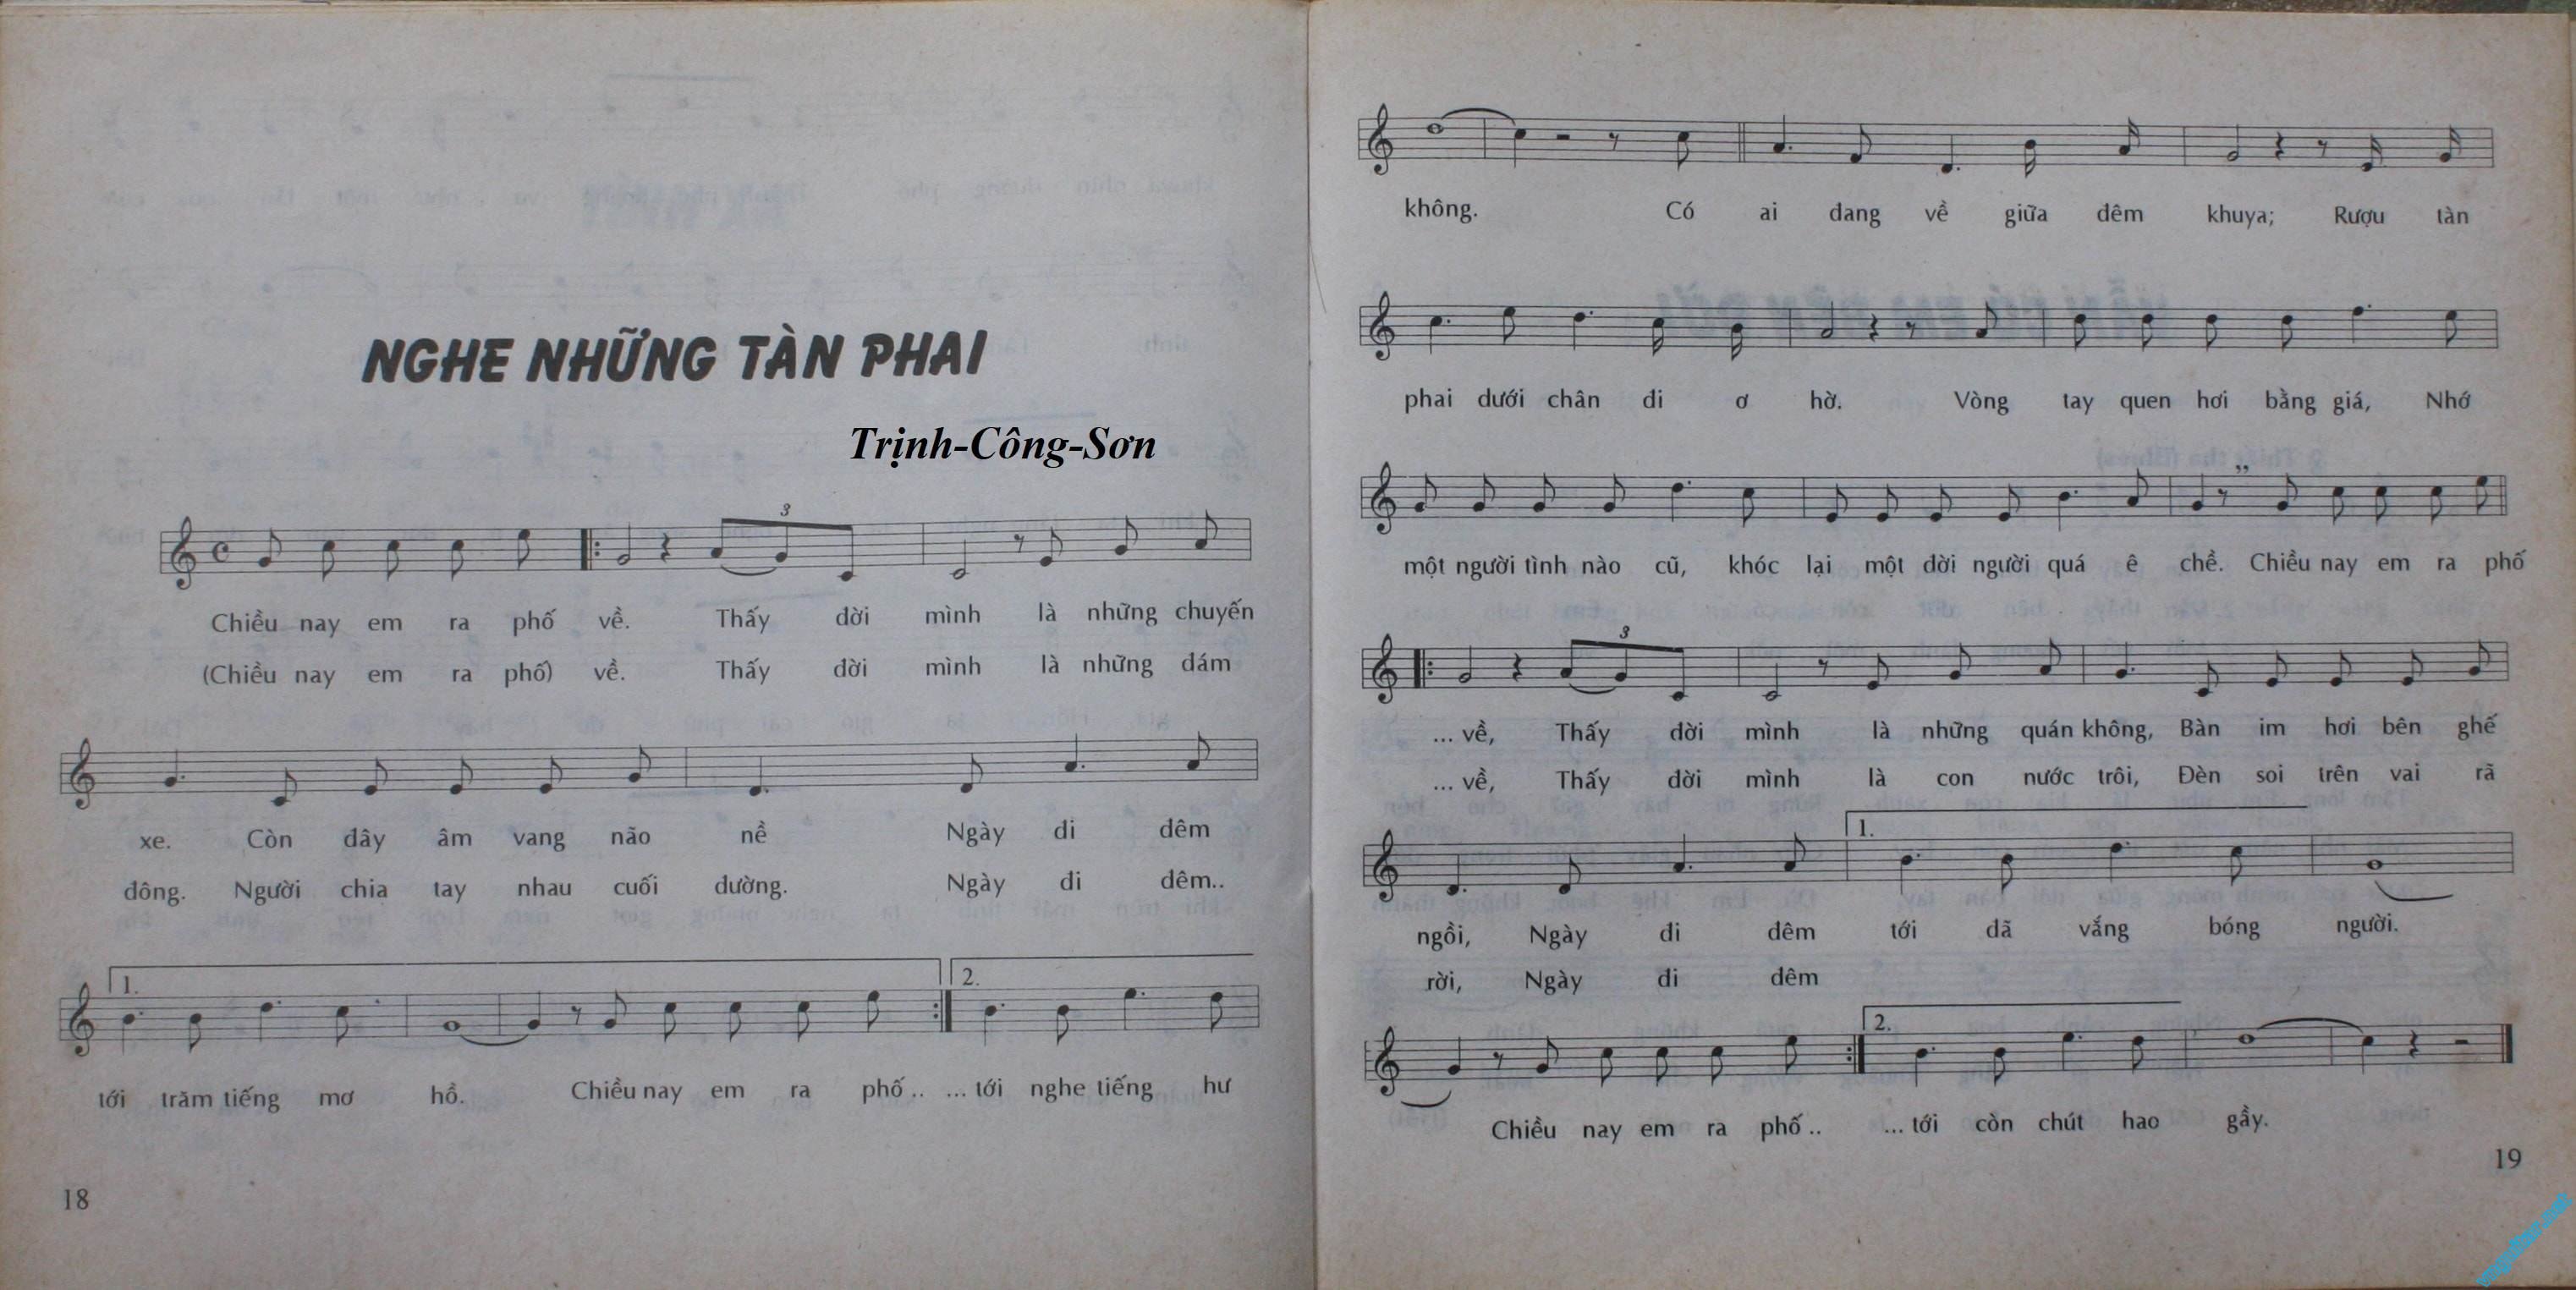 NGHE NHỮNG TÀN PHAI
Trịnh-Công-Sơn
3
Chiều nay em ra phố về. Thấy đời mình là những chuyến
(Chiều nay em ra phố) về. Thấy đời mình là những đám
xe. Còn đây âm vang não nề Ngày đi đêm
đông. Người chia tay nhau cuối đường. Ngày đi đêm..
1. 2.
tới trăm tiếng mơ hồ. Chiều nay em ra phố.. ... tới nghe tiếng hư
18
không. Có ai đang về giữa đêm khuya; Rượu tàn
phai dưới chân đi ơ hờ. Vòng tay quen hơi bằng giá, Nhớ
một người tình nào cũ, khóc lại một đời người quá ê chề. Chiều nay em ra phố
3
... về, Thấy đời mình là những quán không, Bàn im hơi bên ghế
... về, Thấy đời mình là con nước trôi, Đèn soi trên vai rã
1.
ngồi, Ngày đi đêm tới đã vắng bóng người.
rời, Ngày đi đêm
2.
Chiều nay em ra phố.. ... tới còn chút hao gầy.
19